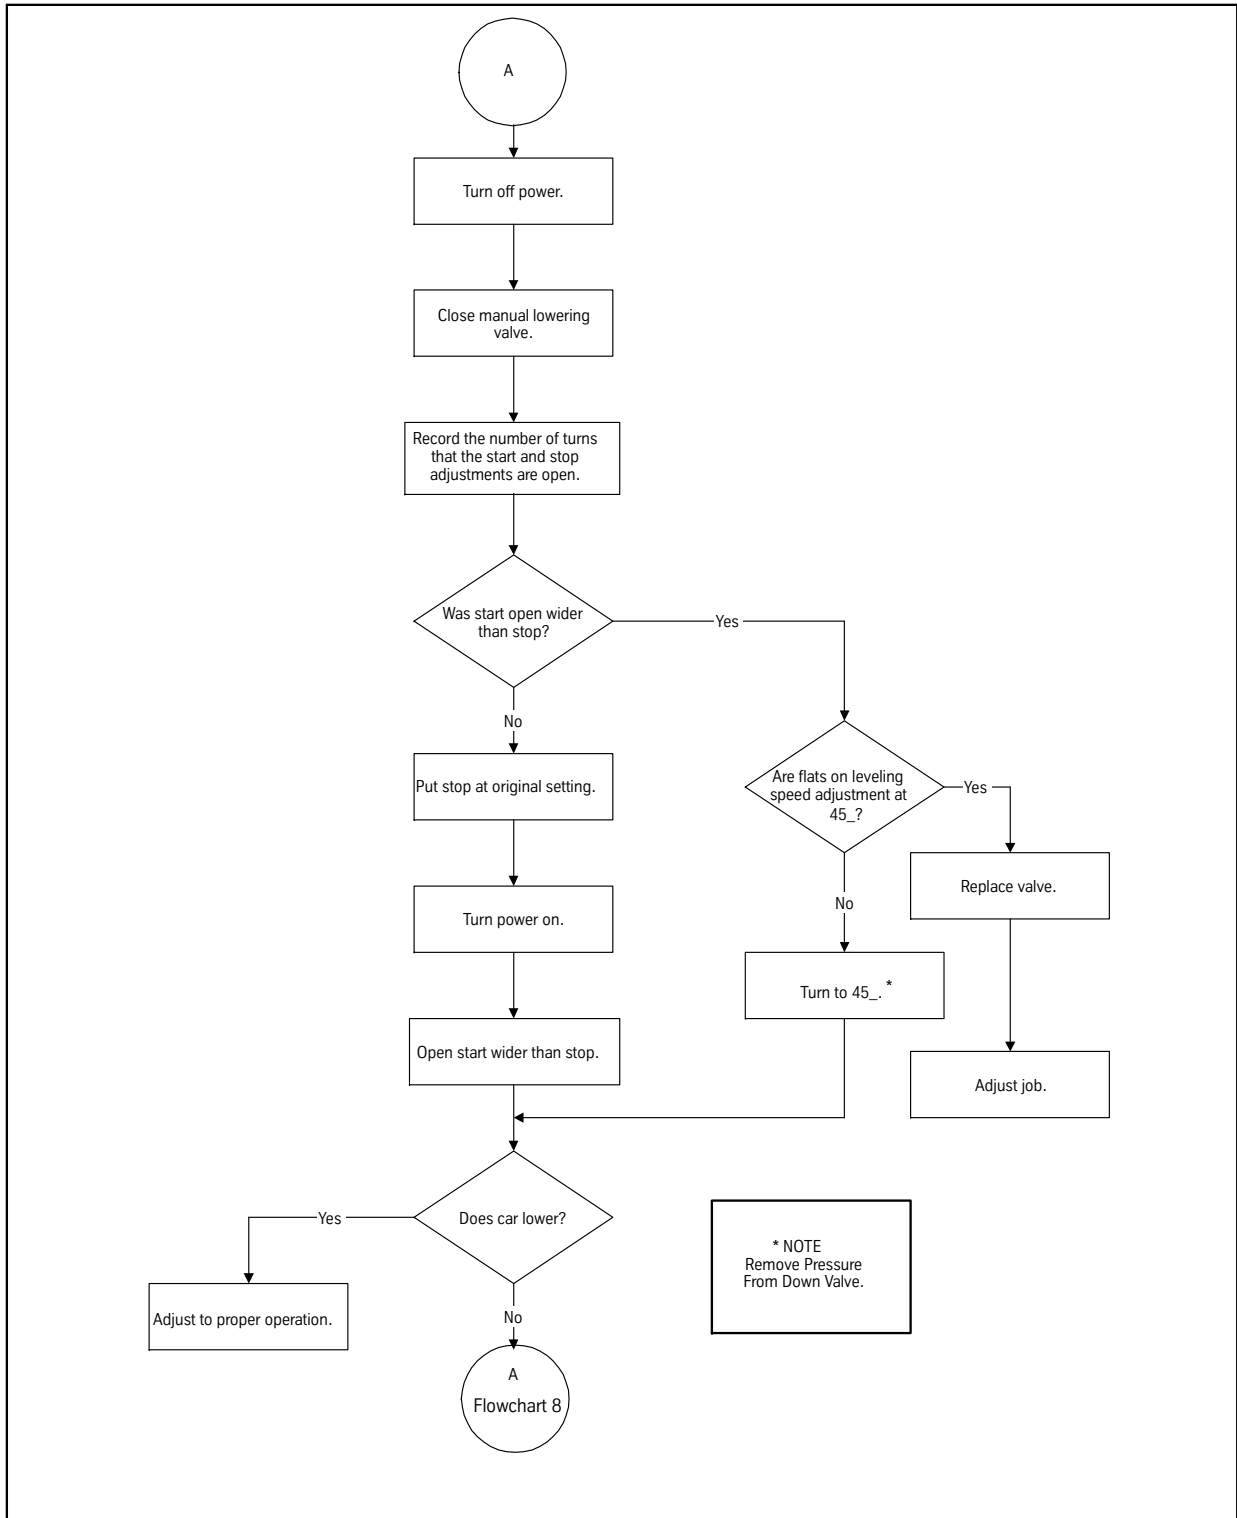 A
Turn off power.
Close manual lowering
valve.
Record the number of turns
that the start and stop
adjustments are open.
Was start open wider
than stop?
Yes
No
Put stop at original setting.
Are flats on leveling
speed adjustment at
45_?
Yes
Replace valve.
No
Turn power on.
Turn to 45_. *
Open start wider than stop.
Adjust job.
Does car lower?
Yes
* NOTE
Remove Pressure
From Down Valve.
Adjust to proper operation.
No
A
Flowchart 8